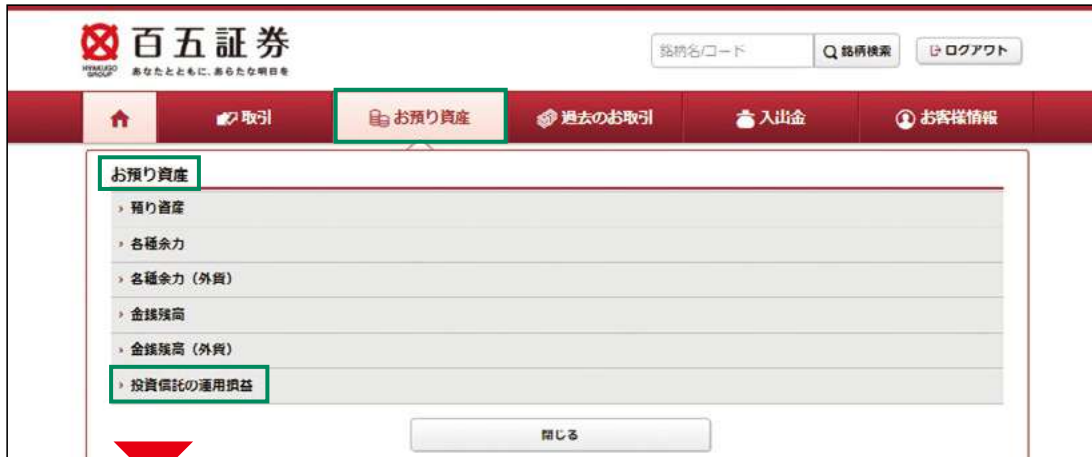 百五証券
HYAKUGO
GROUP
あなたとともに、あらたな明日を
銘柄名/コード
銘柄検索
ログアウト
取引
お預り資産
過去のお取引
入出金
お客様情報
お預り資産
預り資産
各種余力
各種余力（外貨）
金銭残高
金銭残高（外貨）
投資信託の運用損益
閉じる